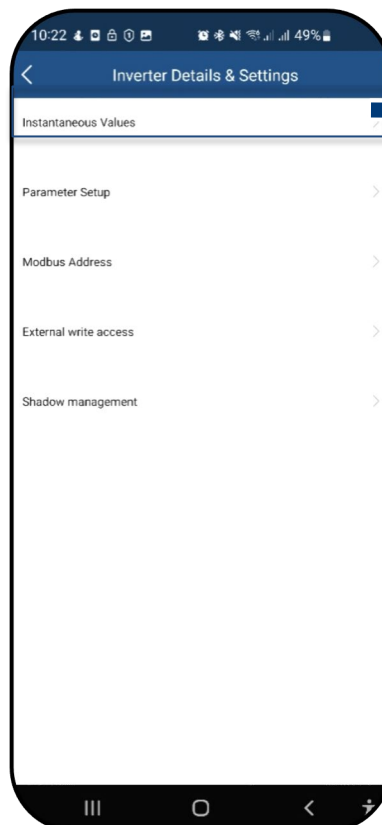 10:22 49%
Inverter Details & Settings
Instantaneous Values
Parameter Setup
Modbus Address
External write access
Shadow management